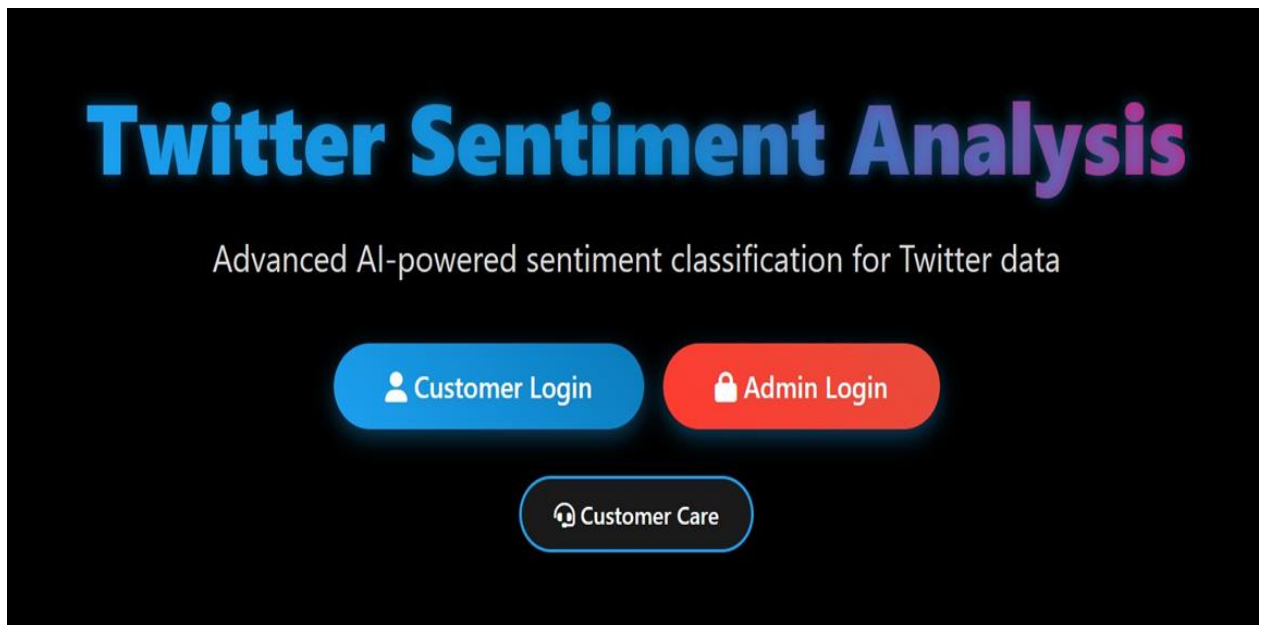 Twitter Sentiment Analysis
Advanced AI-powered sentiment classification for Twitter data
Customer Login
Admin Login
Customer Care